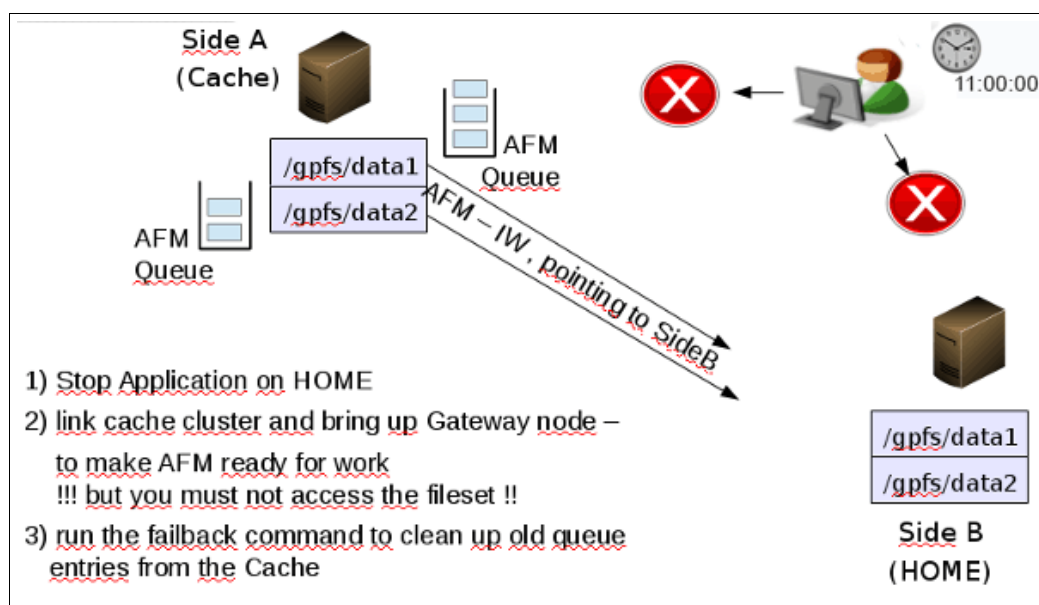 Side A
(Cache)
11:00:00
AFM
Queue
/gpfs/data1
/gpfs/data2
AFM
Queue
AFM – IW , pointing to SideB
1) Stop Application on HOME
2) link cache cluster and bring up Gateway node –
to make AFM ready for work
!!! but you must not access the fileset !!
3) run the failback command to clean up old queue
entries from the Cache
/gpfs/data1
/gpfs/data2
Side B
(HOME)